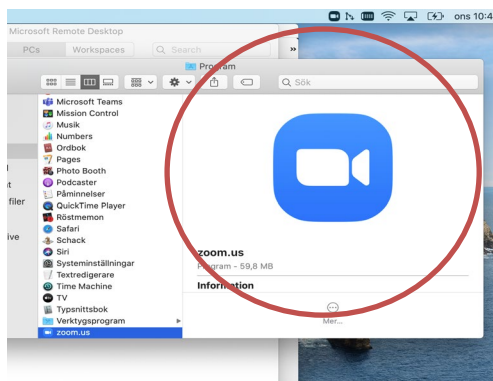 ons 10:4
Microsoft Remote Desktop
PCs
Workspaces
Search
»
Program
Sök
Microsoft Teams
Mission Control
Musik
Numbers
Ordbok
Pages
Photo Booth
Podcaster
Påminnelser
QuickTime Player
Röstmemon
Safari
Schack
Siri
Systeminställningar
Textredigerare
Time Machine
TV
Typsnittsbok
Verktygsprogram
zoom.us
filer
ive
zoom.us
Program - 59,8 MB
Information
Mer...